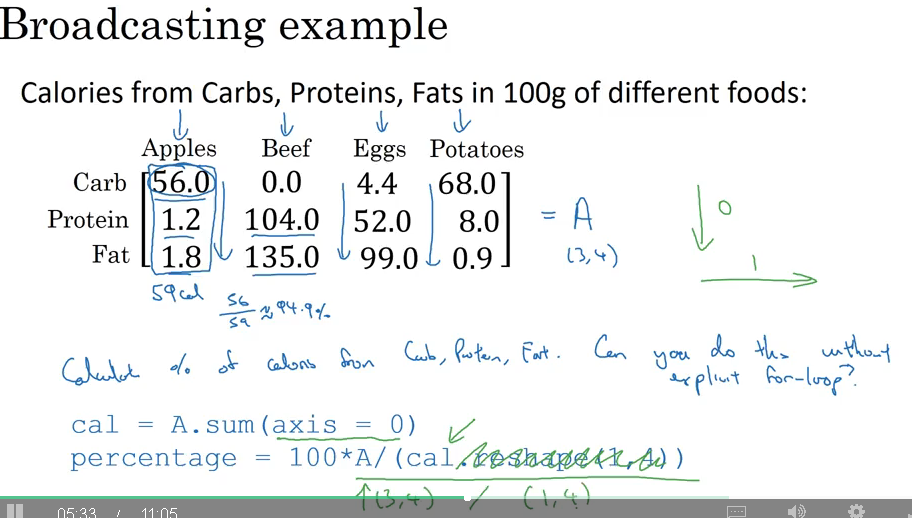 Broadcasting example
Calories from Carbs, Proteins, Fats in 100g of different foods:
Apples Beef Eggs Potatoes
Carb 56.0 0.0 4.4 68.0
Protein 1.2 104.0 52.0 8.0 = A
Fat 1.8 135.0 99.0 0.9 (3,4)
0
1
59cal
56/59 ≈ 94.9%
Calculate % of calories from Carb, Protein, Fat. Can you do this without
explicit for-loop?
cal = A.sum(axis = 0)
percentage = 100*A/(cal.reshape(1,4))
↑(3,4) / (1,4)
05:33 / 11:05